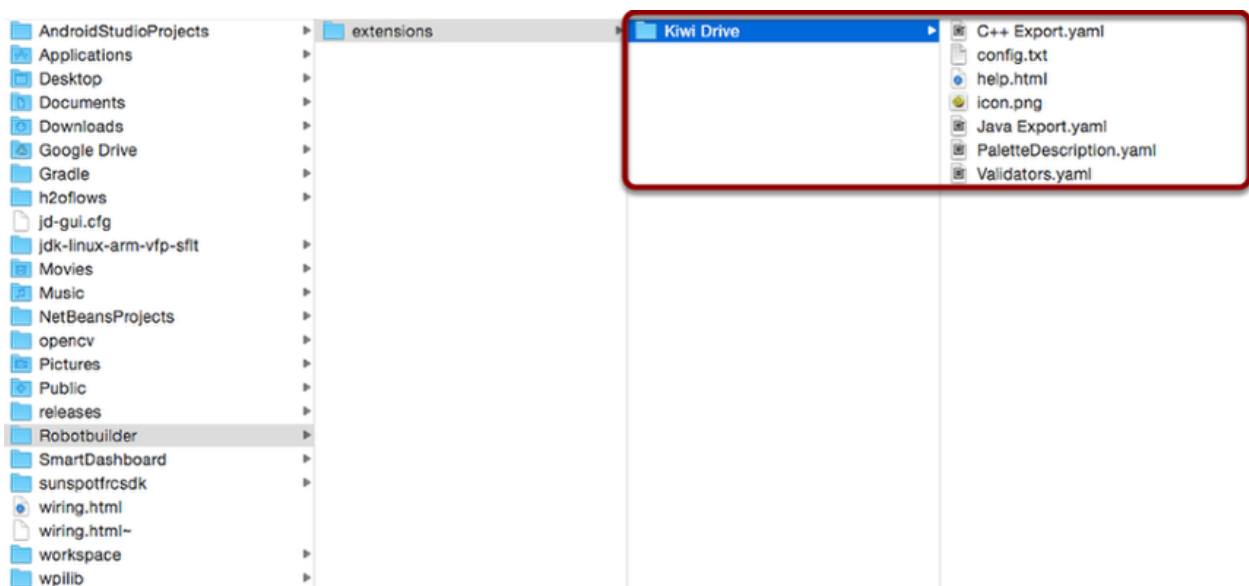 AndroidStudioProjects
Applications
Desktop
Documents
Downloads
Google Drive
Gradle
h2oflows
jd-gui.cfg
jdk-linux-arm-vfp-sflt
Movies
Music
NetBeansProjects
opencv
Pictures
Public
releases
Robotbuilder
SmartDashboard
sunspotfrcsdk
wiring.html
wiring.html~
workspace
wpilib
extensions
Kiwi Drive
C++ Export.yaml
config.txt
help.html
icon.png
Java Export.yaml
PaletteDescription.yaml
Validators.yaml